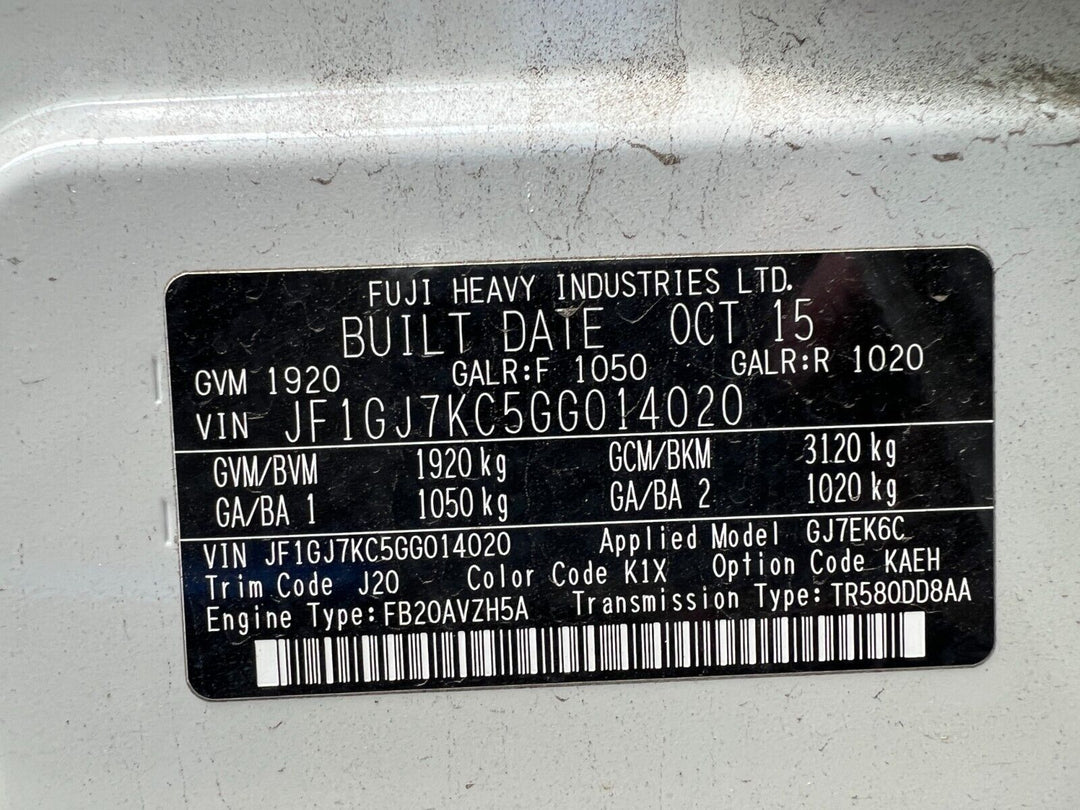 FUJI HEAVY INDUSTRIES LTD.
BUILT DATE OCT 15
GVM 1920 GALR:F 1050 GALR:R 1020
VIN JF1GJ7KC5GG014020
GVM/BVM 1920 kg GCM/BKM 3120 kg
GA/BA 1 1050 kg GA/BA 2 1020 kg
VIN JF1GJ7KC5GG014020 Applied Model GJ7EK6C
Trim Code J20 Color Code K1X Option Code KAEH
Engine Type:FB20AVZH5A Transmission Type:TR580DD8AA